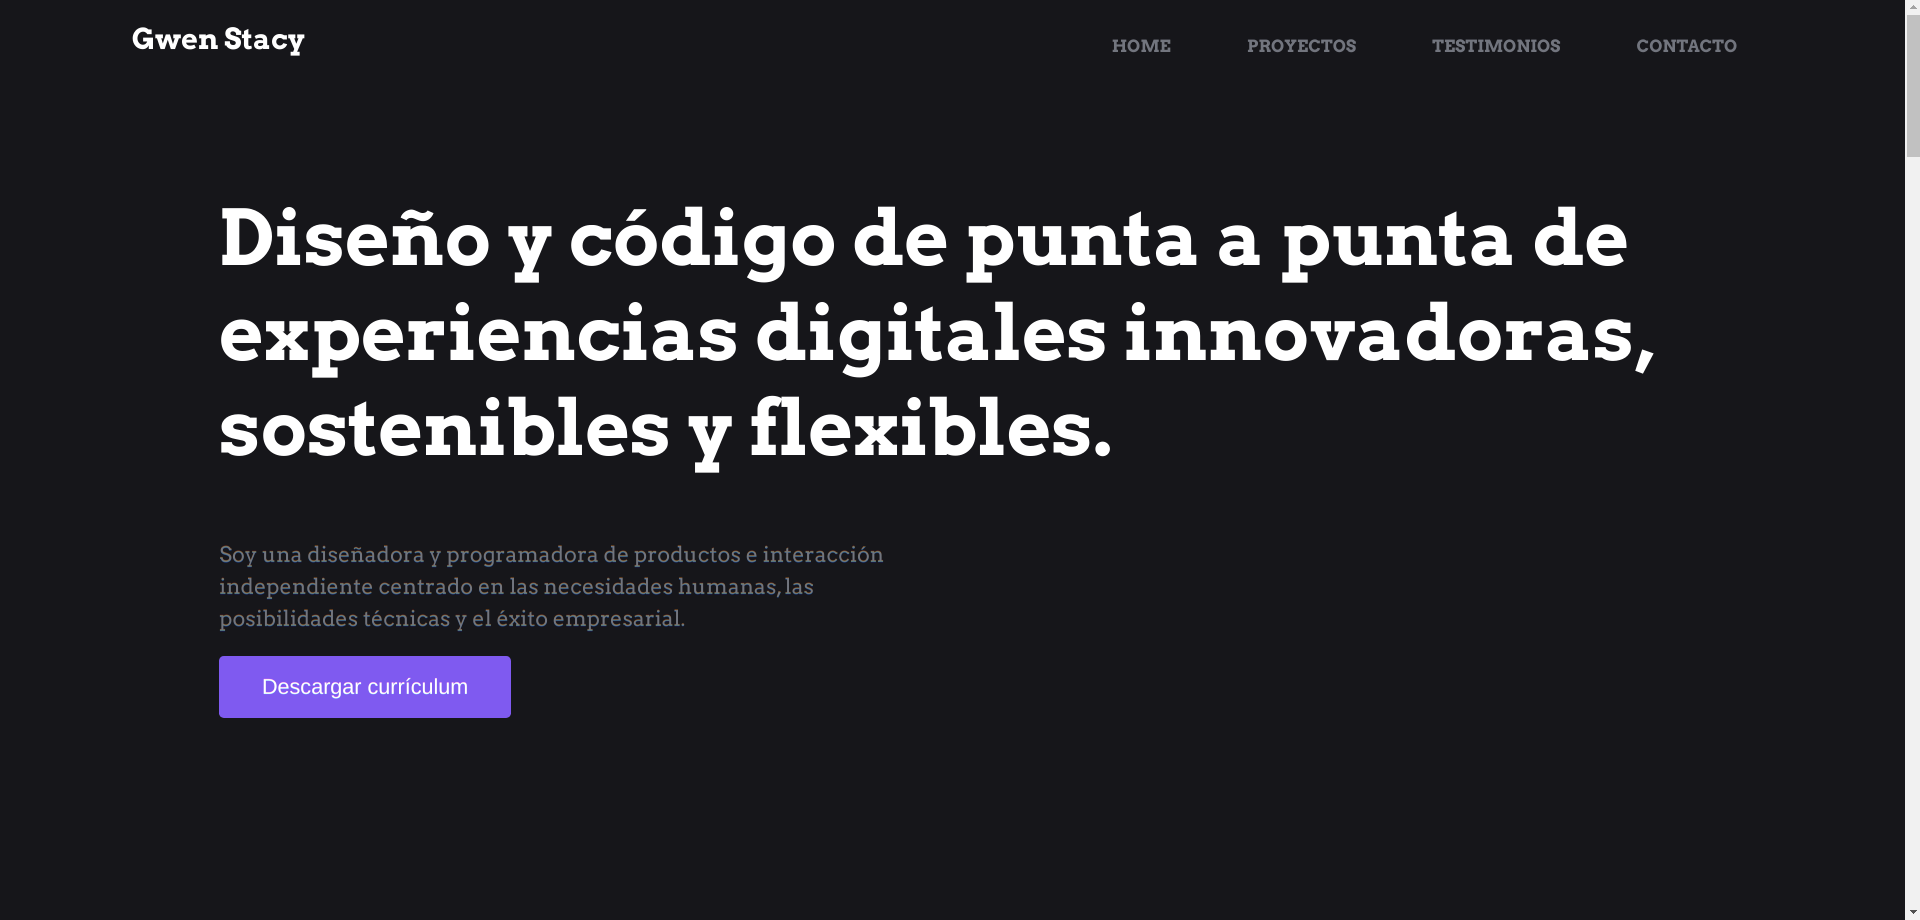 Gwen Stacy
HOME PROYECTOS TESTIMONIOS CONTACTO
Diseño y código de punta a punta de
experiencias digitales innovadoras,
sostenibles y flexibles.
Soy una diseñadora y programadora de productos e interacción
independiente centrado en las necesidades humanas, las
posibilidades técnicas y el éxito empresarial.
Descargar currículum